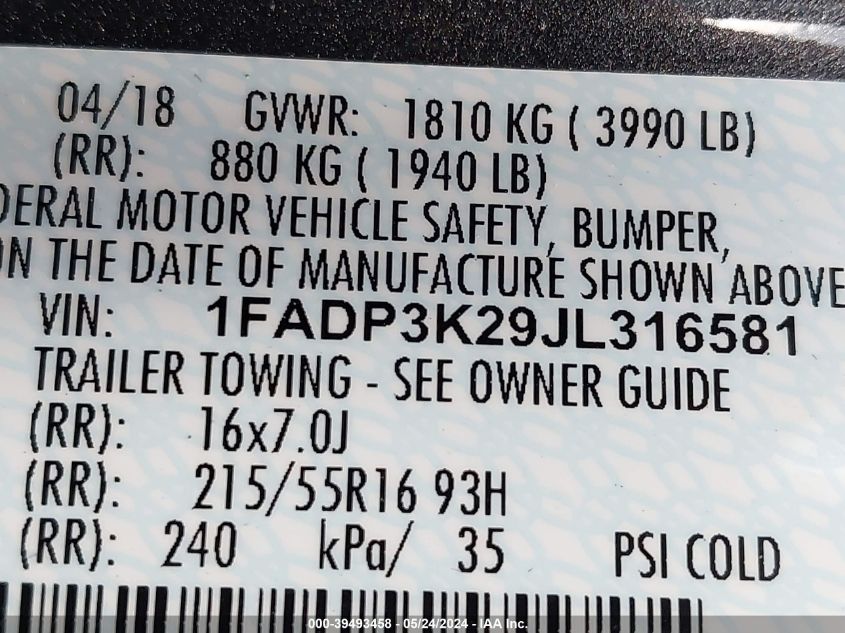 04/18 GVWR: 1810 KG ( 3990 LB)
(RR): 880 KG ( 1940 LB)
DERAL MOTOR VEHICLE SAFETY, BUMPER,
ON THE DATE OF MANUFACTURE SHOWN ABOVE
VIN: 1FADP3K29JL316581
TRAILER TOWING - SEE OWNER GUIDE
(RR): 16x7.0J
(RR): 215/55R16 93H
(RR): 240 kPa/ 35 PSI COLD
000-39493458 - 05/24/2024 - IAA Inc.